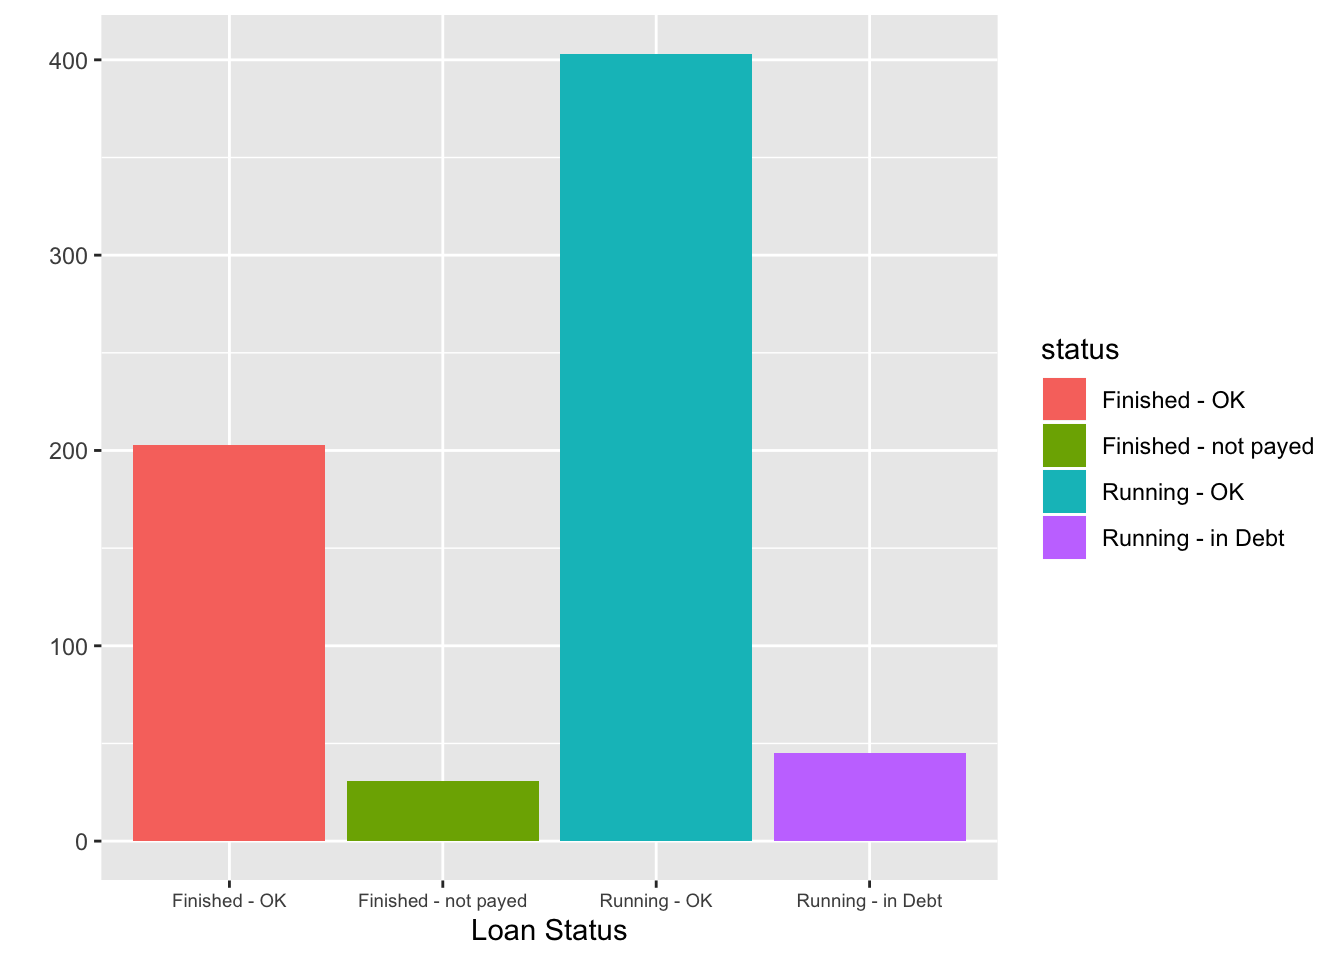 400
300
200
100
0
Finished - OK
Finished - not payed
Running - OK
Running - in Debt
Loan Status
status
Finished - OK
Finished - not payed
Running - OK
Running - in Debt